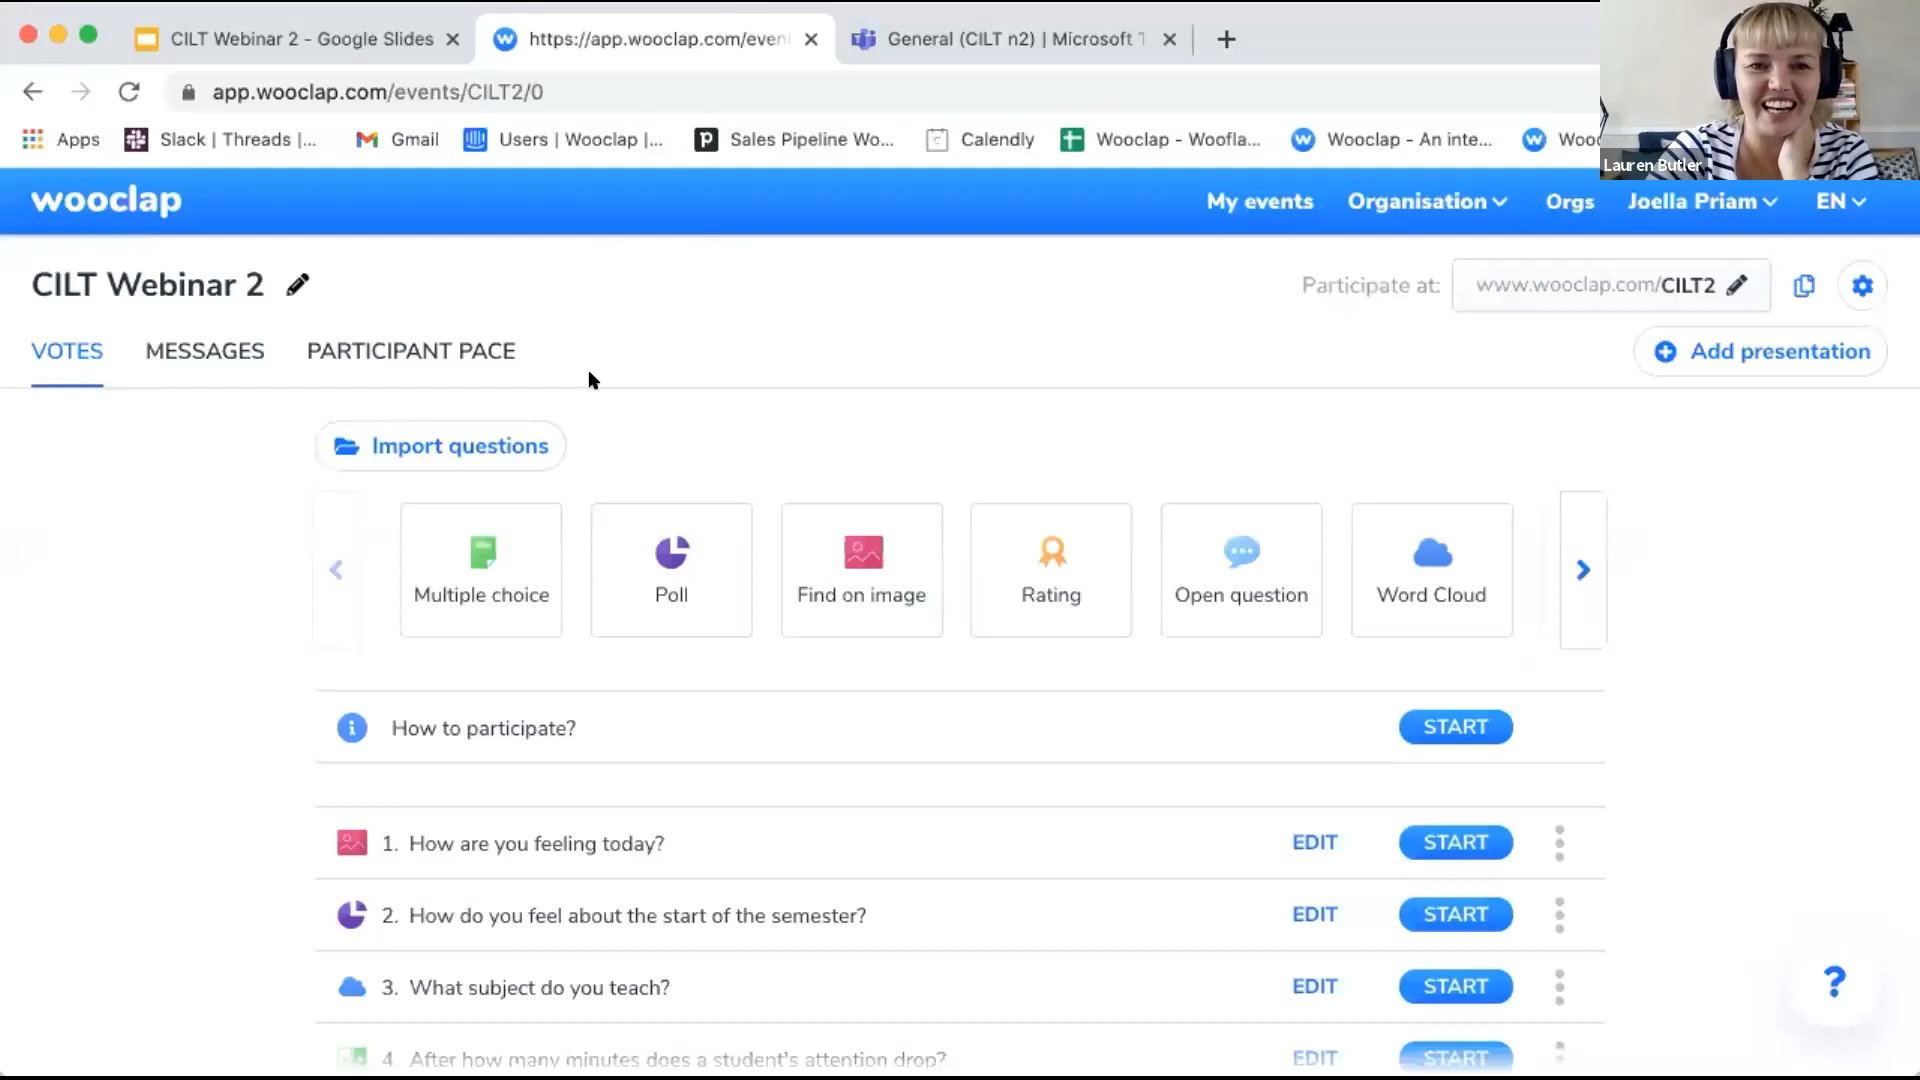 CILT Webinar 2 - Google Slides
https://app.wooclap.com/even
General (CILT n2) | Microsoft T
app.wooclap.com/events/CILT2/0
Apps
Slack | Threads |...
Gmail
Users | Wooclap |...
Sales Pipeline Wo...
Calendly
Wooclap - Woofla...
Wooclap - An inte...
Woo
Lauren Butler
wooclap
My events
Organisation
Orgs
Joella Priam
EN
CILT Webinar 2
Participate at:
www.wooclap.com/CILT2
VOTES
MESSAGES
PARTICIPANT PACE
Add presentation
Import questions
Multiple choice
Poll
Find on image
Rating
Open question
Word Cloud
How to participate?
START
1. How are you feeling today?
EDIT
START
2. How do you feel about the start of the semester?
EDIT
START
3. What subject do you teach?
EDIT
START
4. After how many minutes does a student's attention drop?
EDIT
START
?